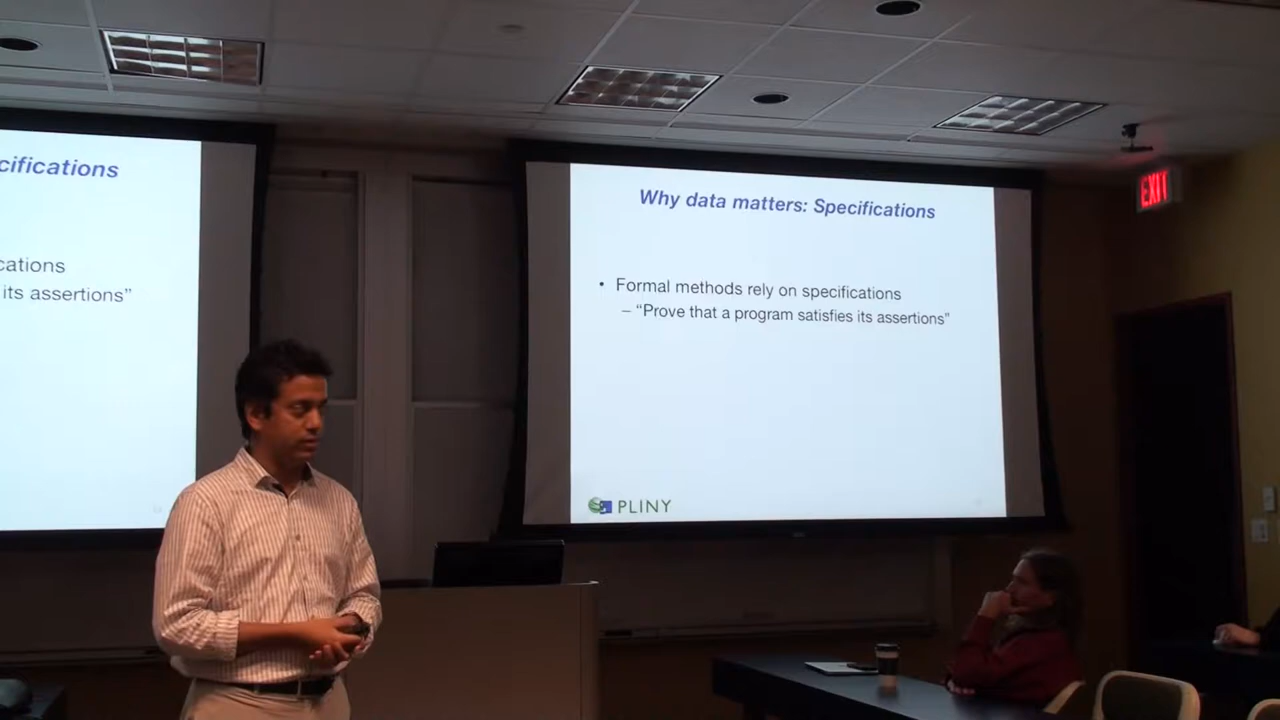 cifications
cations
its assertions”
Why data matters: Specifications
• Formal methods rely on specifications
– “Prove that a program satisfies its assertions”
PLINY
EXIT